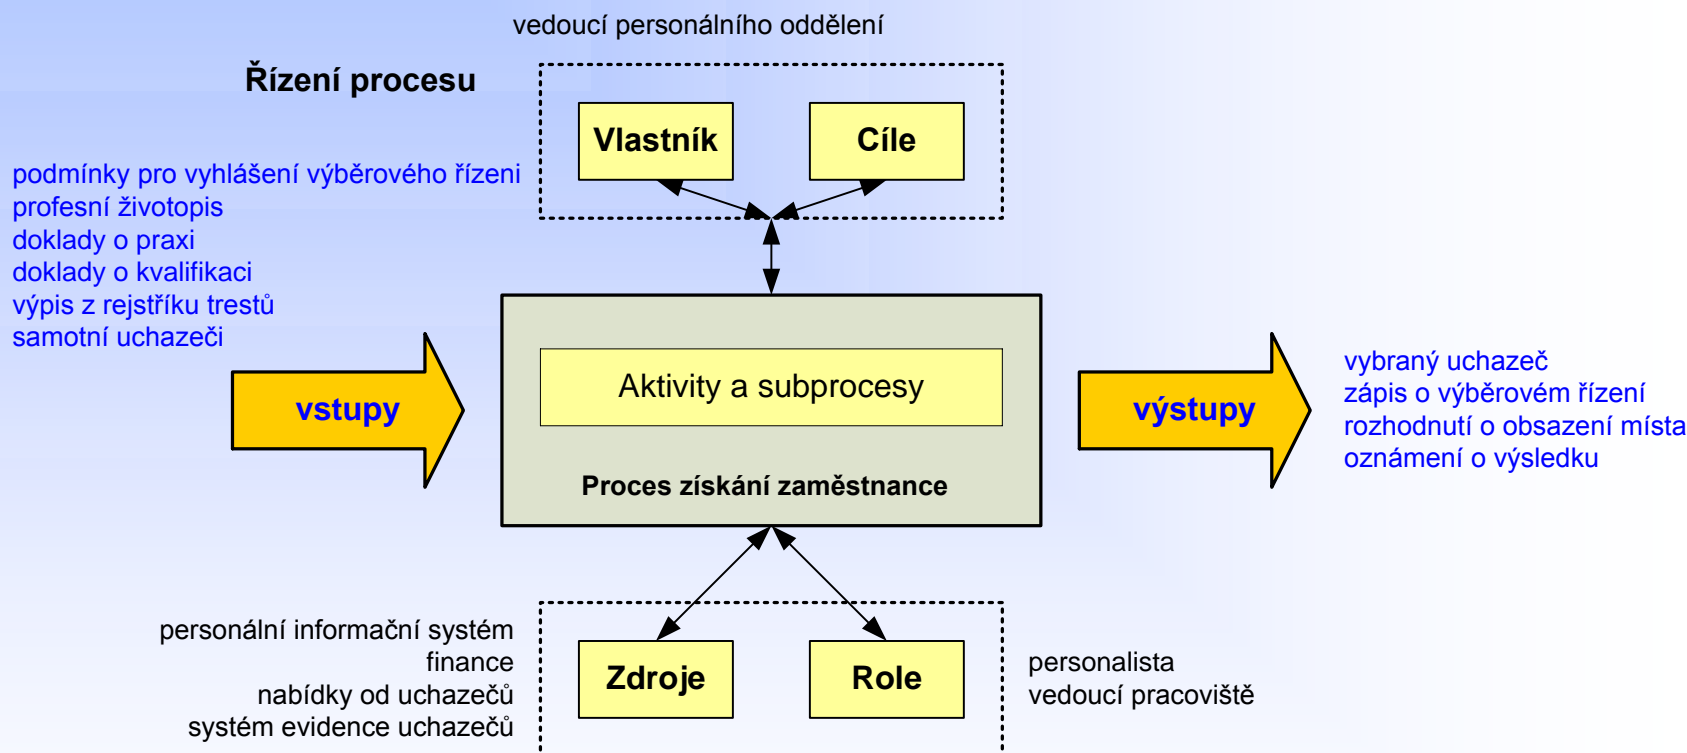 vedoucí personálního oddělení
Řízení procesu
Vlastník
Cíle
podmínky pro vyhlášení výběrového řízeni
profesní životopis
doklady o praxi
doklady o kvalifikaci
výpis z rejstříku trestů
samotní uchazeči
vstupy
Aktivity a subprocesy
Proces získání zaměstnance
výstupy
vybraný uchazeč
zápis o výběrovém řízení
rozhodnutí o obsazení místa
oznámení o výsledku
personální informační systém
finance
nabídky od uchazečů
systém evidence uchazečů
Zdroje
Role
personalista
vedoucí pracoviště